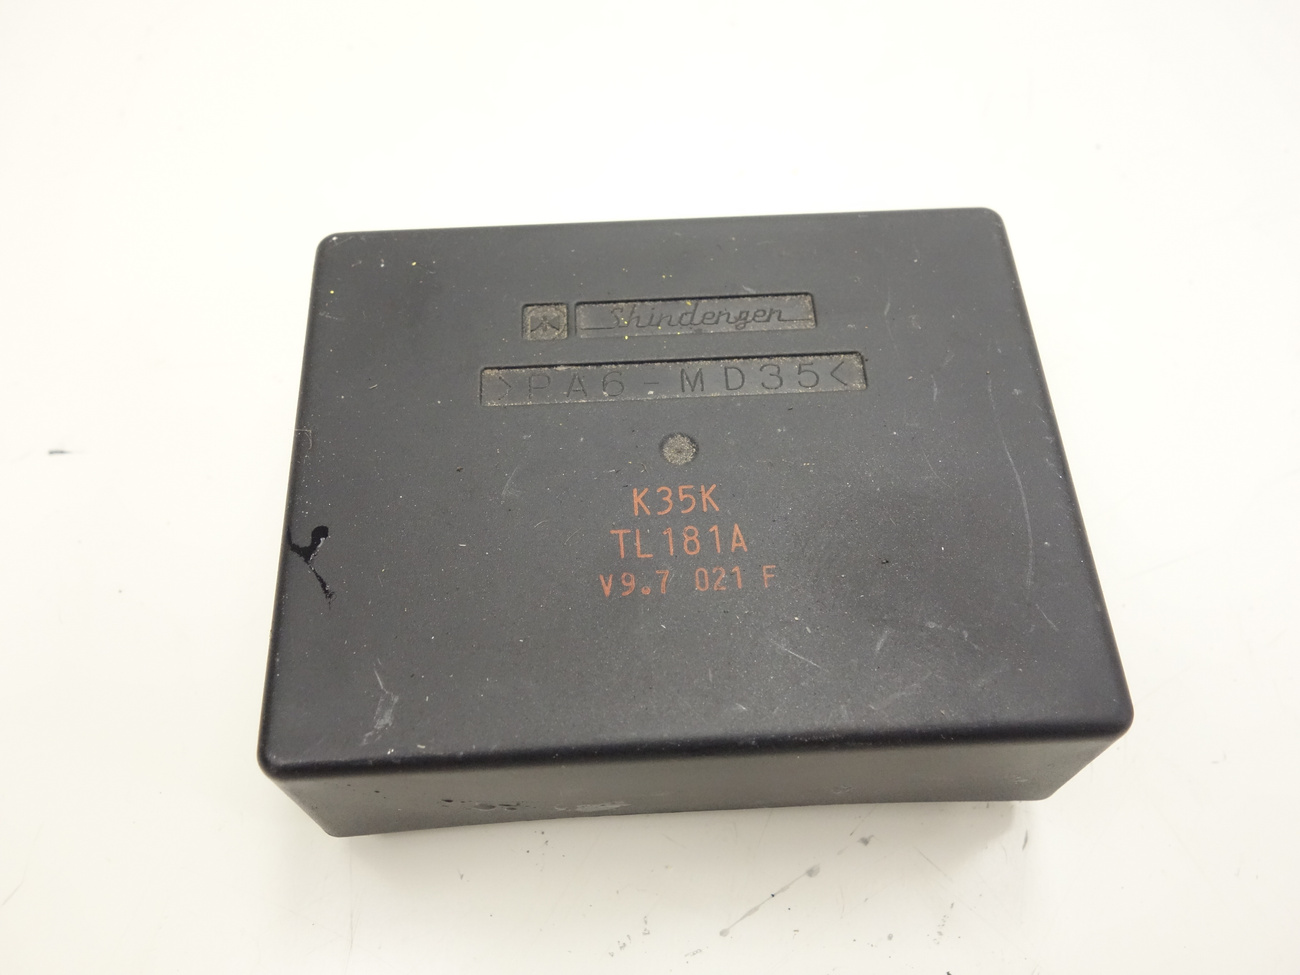 Shindengen
>PA6-MD35<
K35K
TL181A
V9.7 021 F